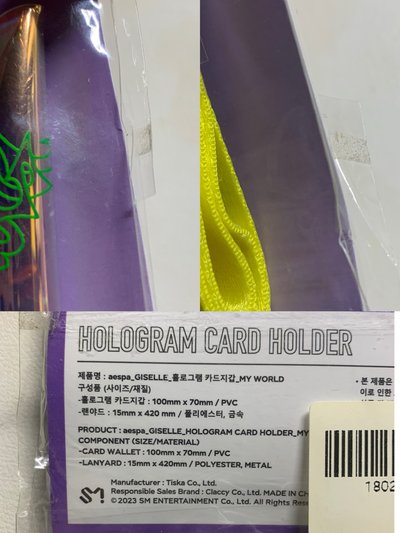 HOLOGRAM CARD HOLDER
제품명 : aespa_GISELLE_홀로그램 카드지갑_MY WORLD
구성품 (사이즈/재질)
-홀로그램 카드지갑 : 100mm x 70mm / PVC
-랜야드 : 15mm x 420 mm / 폴리에스터, 금속
• 본 제품은
이로 인한
PRODUCT : aespa_GISELLE_HOLOGRAM CARD HOLDER_MY
COMPONENT (SIZE/MATERIAL)
-CARD WALLET : 100mm x 70mm / PVC
-LANYARD : 15mm x 420mm / POLYESTER, METAL
SM
Manufacturer : Tiska Co., Ltd.
Responsible Sales Brand : Claccy Co., Ltd. MADE IN CH
© 2023 SM ENTERTAINMENT Co., Ltd. ALL Rights
1802